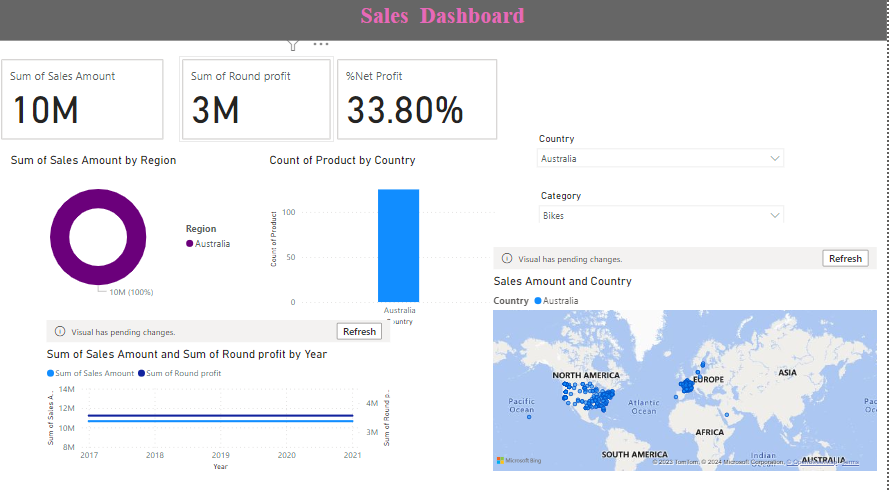 Sales Dashboard
Sum of Sales Amount
10M
Sum of Round profit
3M
%Net Profit
33.80%
Country
Australia
Category
Bikes
Sum of Sales Amount by Region
Region
Australia
10M (100%)
Count of Product by Country
Count of Product
100
50
0
Australia
Visual has pending changes.
Refresh
Sum of Sales Amount and Sum of Round profit by Year
Sum of Sales Amount
Sum of Round profit
Sum of Sales A...
14M
12M
10M
8M
2017
2018
2019
2020
2021
Year
4M
3M
Sum of Round p...
Visual has pending changes.
Refresh
Sales Amount and Country
Country
Australia
NORTH AMERICA
EUROPE
ASIA
Pacific
Ocean
Atlantic
Ocean
Pac
Oc
AFRICA
SOUTH AMERICA
Indian
AUSTRALIA
Microsoft Bing
© 2023 TomTom, © 2024 Microsoft Corporation,
Terms